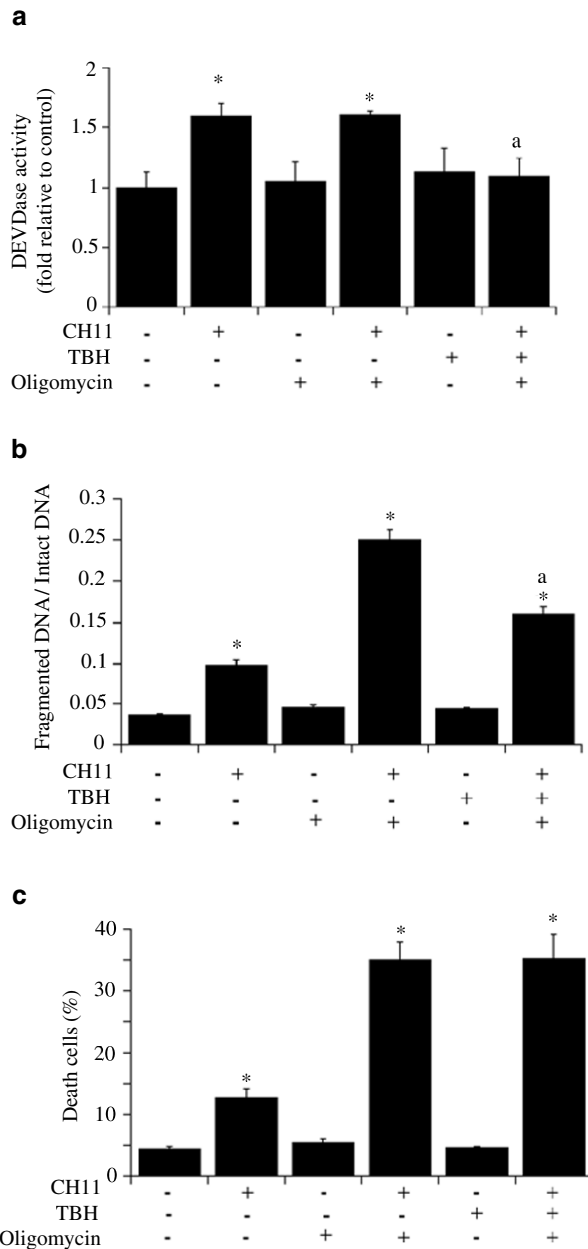 a
DEVDase activity
(fold relative to control)
2
1.5
1
0.5
0
*
*
a
CH11 - + - + - +
TBH - - - - + +
Oligomycin - - + + - +
b
Fragmented DNA/ Intact DNA
0.3
0.25
0.2
0.15
0.1
0.05
0
*
*
a
*
CH11 - + - + - +
TBH - - - - + +
Oligomycin - - + + - +
c
Death cells (%)
40
30
20
10
0
*
*
*
CH11 - + - + - +
TBH - - - - + +
Oligomycin - - + + - +